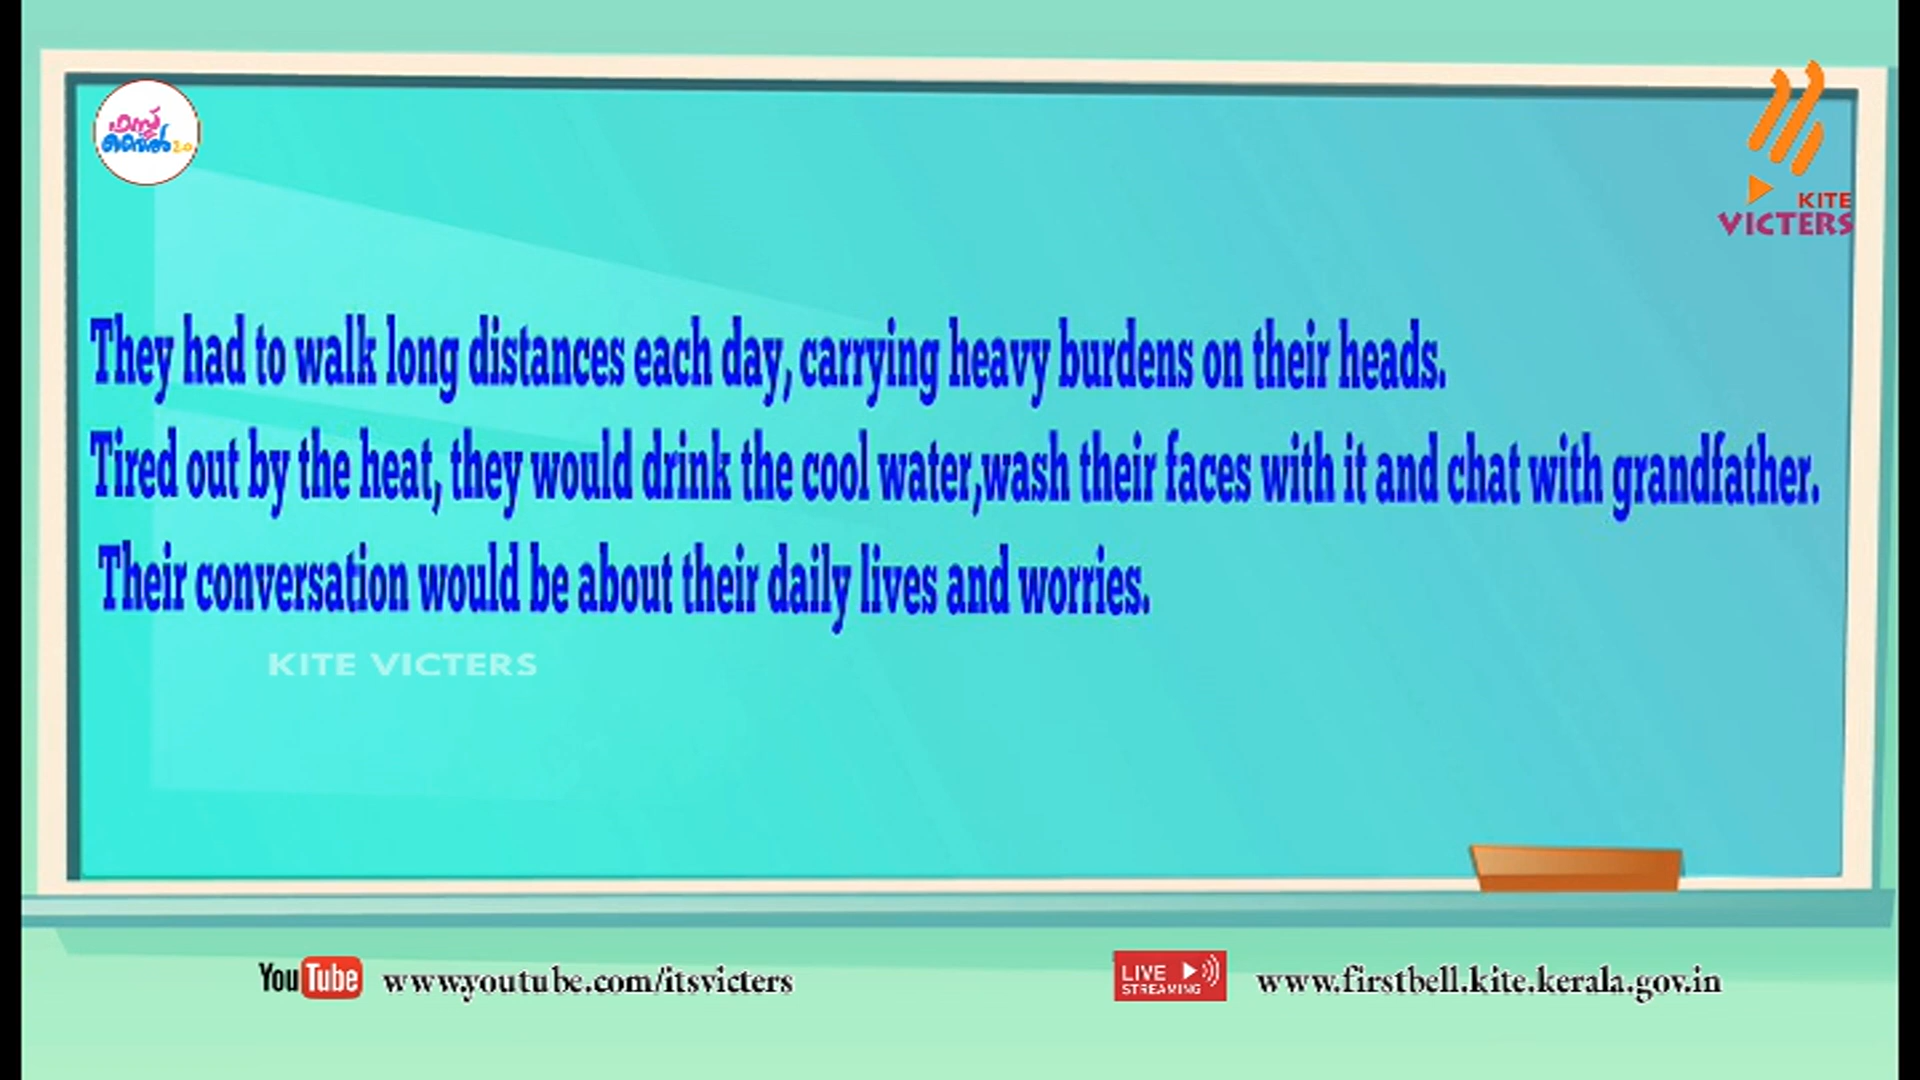 ഫസ്റ്റ്
ബെൽ 2.0
KITE
VICTERS
They had to walk long distances each day, carrying heavy burdens on their heads.
Tired out by the heat, they would drink the cool water,wash their faces with it and chat with grandfather.
Their conversation would be about their daily lives and worries.
KITE VICTERS
YouTube www.youtube.com/itsvicters
LIVE STREAMING www.firstbell.kite.kerala.gov.in